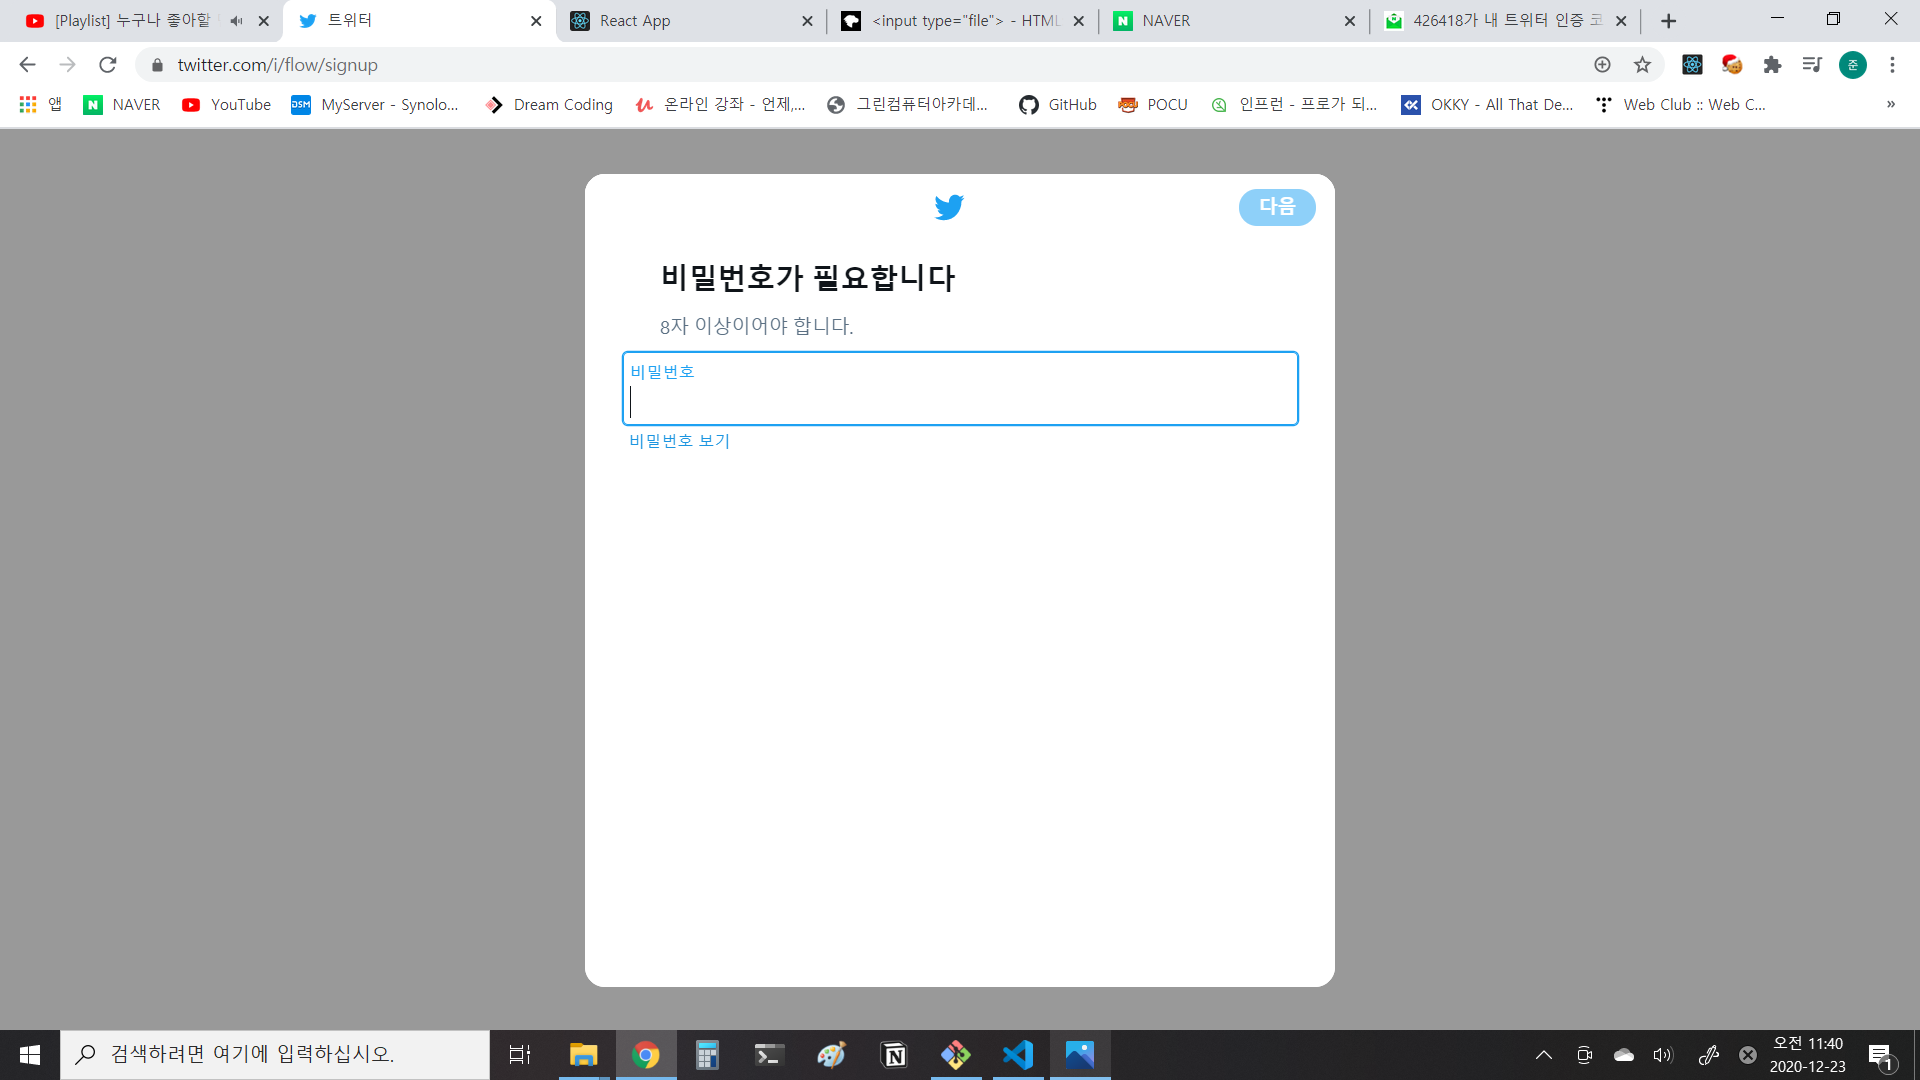 [Playlist] 누구나 좋아할
트위터
React App
<input type="file"> - HTML
NAVER
426418가 내 트위터 인증 코
twitter.com/i/flow/signup
준
앱
NAVER
YouTube
MyServer - Synolo...
Dream Coding
온라인 강좌 - 언제,...
그린컴퓨터아카데...
GitHub
POCU
인프런 - 프로가 되...
OKKY - All That De...
Web Club :: Web C...
»
다음
비밀번호가 필요합니다
8자 이상이어야 합니다.
비밀번호
비밀번호 보기
검색하려면 여기에 입력하십시오.
오전 11:40
2020-12-23
1